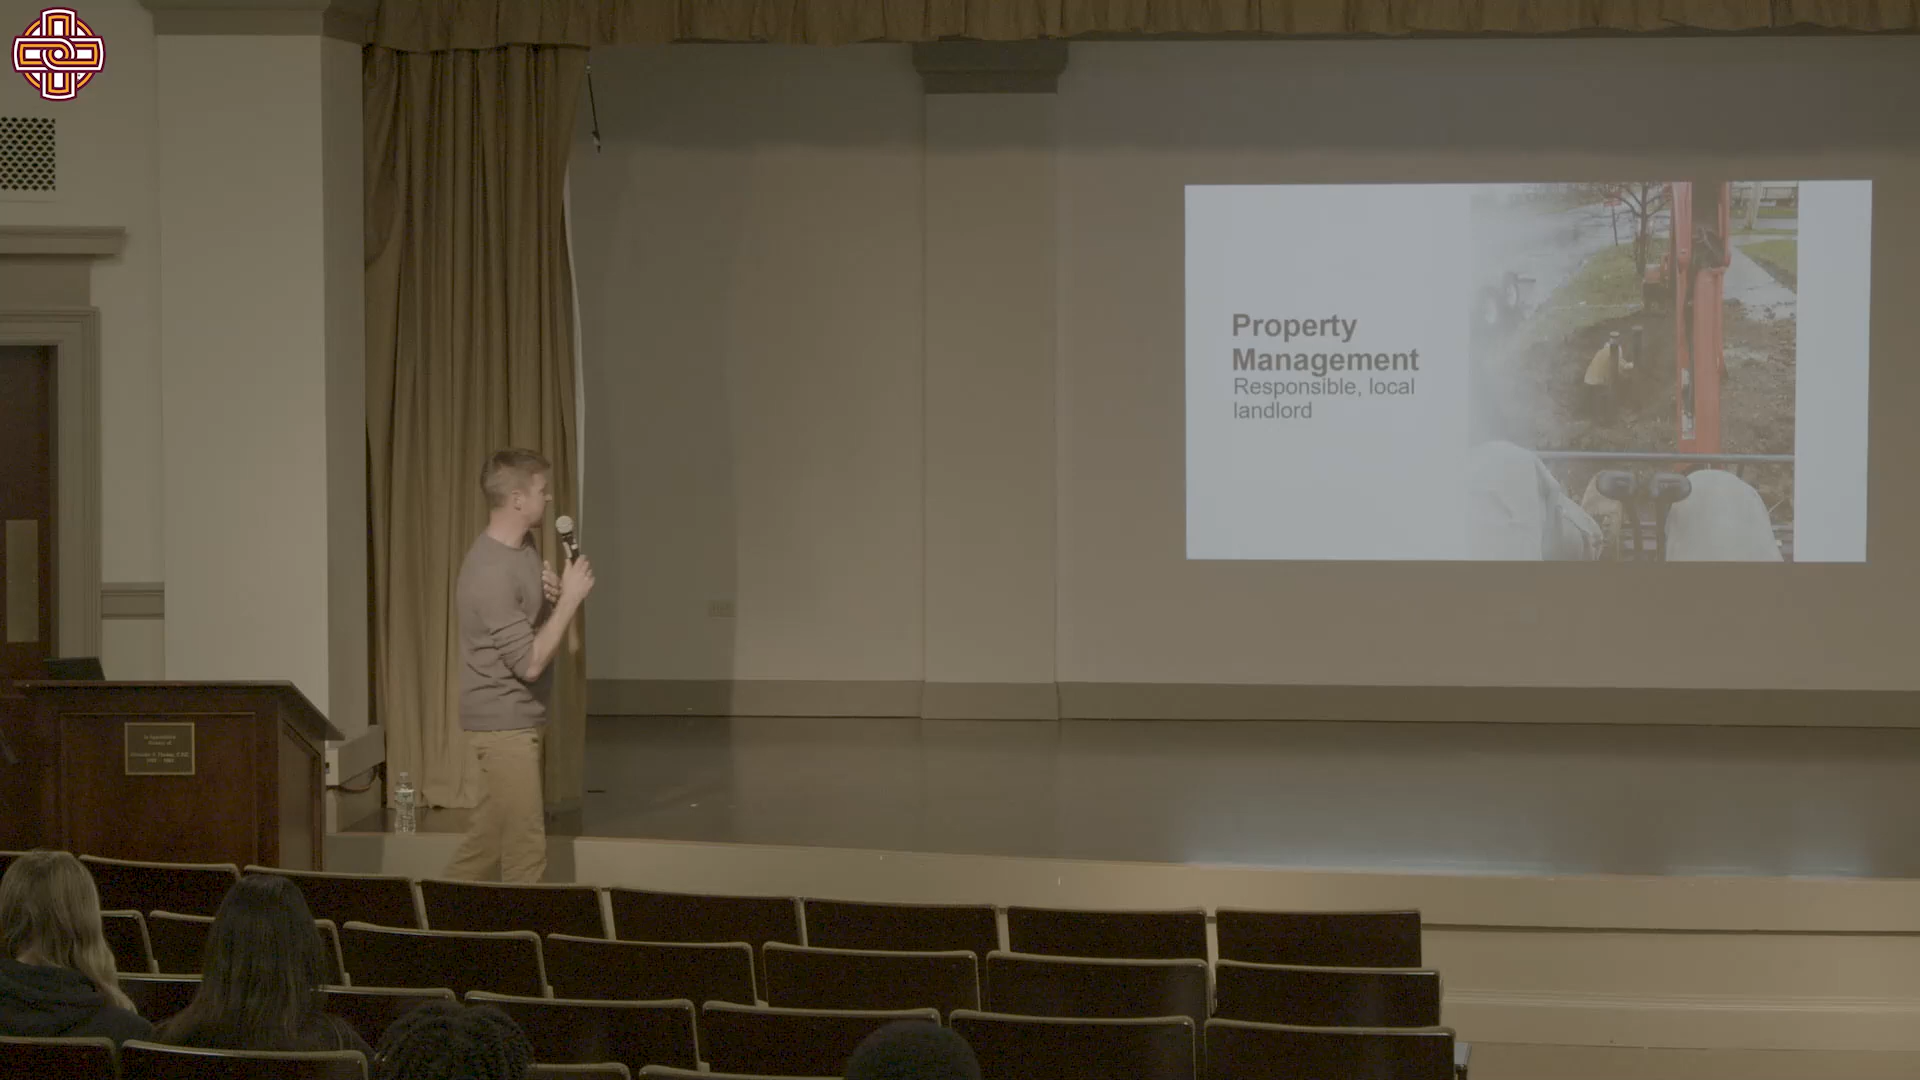 Property
Management
Responsible, local
landlord